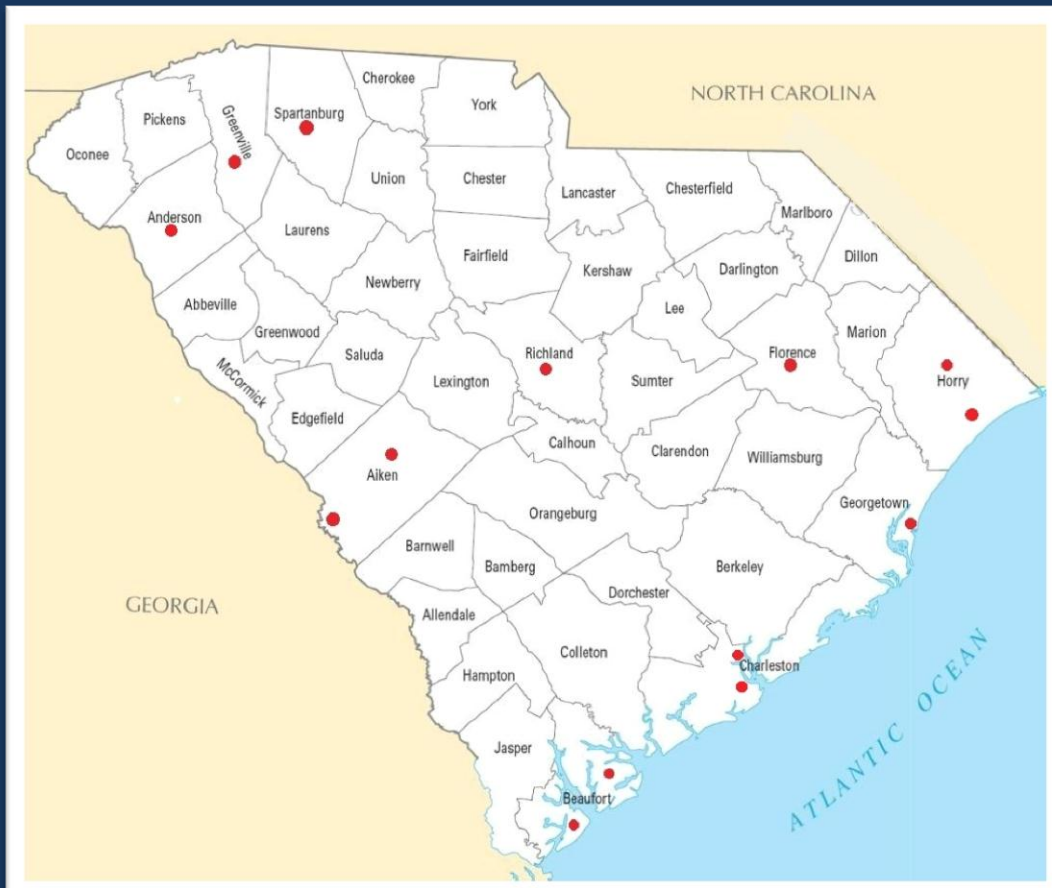 Cherokee
NORTH CAROLINA
York
Spartanburg
Greenville
Pickens
Oconee
Union
Chester
Lancaster
Chesterfield
Marlboro
Anderson
Laurens
Fairfield
Kershaw
Darlington
Dillon
Newberry
Abbeville
Greenwood
Lee
Marion
Richland
Florence
Saluda
McCormick
Lexington
Sumter
Horry
Edgefield
Calhoun
Clarendon
Williamsburg
Aiken
Georgetown
Orangeburg
Barnwell
Bamberg
Berkeley
Dorchester
GEORGIA
Allendale
Colleton
Charleston
Hampton
ATLANTIC OCEAN
Jasper
Beaufort